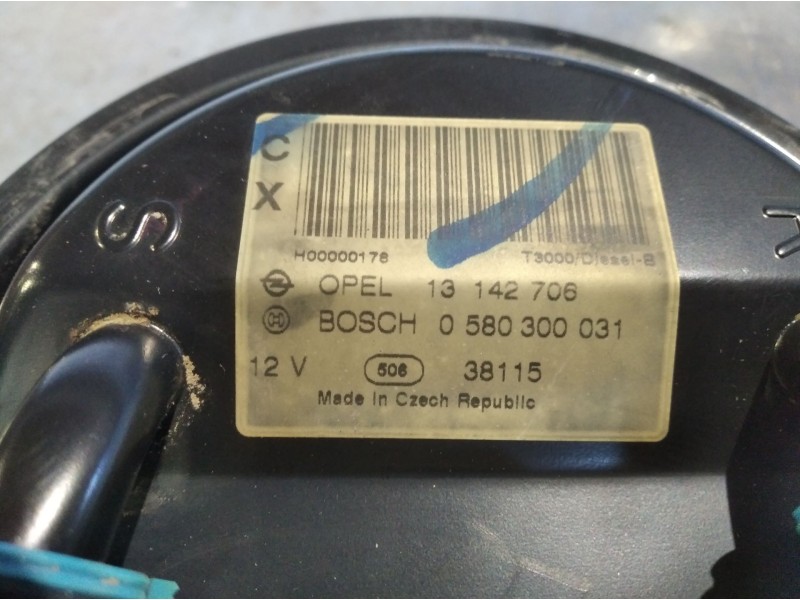 C
X
S
H00000176
T3000/Diesel-B
OPEL 13 142 706
BOSCH 0 580 300 031
12 V 506 38115
Made in Czech Republic